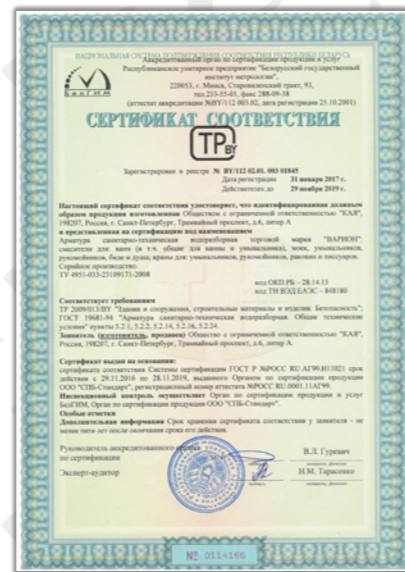 НАЦИОНАЛЬНАЯ СИСТЕМА ПОДТВЕРЖДЕНИЯ СООТВЕТСТВИЯ РЕСПУБЛИКИ БЕЛАРУСЬ
Аккредитованный орган по сертификации продукции и услуг
Республиканское унитарное предприятие "Белорусский государственный
институт метрологии",
220053, г. Минск, Старовиленский тракт, 93,
тел.233-55-01, факс 288-09-38
(аттестат аккредитации №BY/112 003.02, дата регистрации 25.10.2001)
БелГИМ
СЕРТИФИКАТ СООТВЕТСТВИЯ
ТР BY
Зарегистрирован в реестре № BY/112 02.01. 003 01845
Дата регистрации 31 января 2017 г.
Действителен до 29 ноября 2019 г.
Настоящий сертификат соответствия удостоверяет, что идентифицированная должным
образом продукция изготовленная Обществом с ограниченной ответственностью "КАЯ",
198207, Россия, г. Санкт-Петербург, Трамвайный проспект, д.6, литер А
и представленная на сертификацию под наименованием
Арматура санитарно-техническая водоразборная торговой марки "ВАРИОН":
смесители для: ванн (в т.ч. общие для ванны и умывальника), моек, умывальников,
рукомойников, биде и душа; краны для: умывальников, рукомойников, раковин и писсуаров.
Серийное производство.
ТУ 4951-033-23109171-2008
код ОКП РБ – 28.14.13
код ТН ВЭД ЕАЭС – 848180
Соответствует требованиям
ТР 2009/013/BY "Здания и сооружения, строительные материалы и изделия. Безопасность";
ГОСТ 19681-94 "Арматура санитарно-техническая водоразборная. Общие технические
условия" пункты 5.2.1, 5.2.2, 5.2.14, 5.2.16, 5.2.24.
Заявитель (изготовитель, продавец) Общество с ограниченной ответственностью "КАЯ",
Россия, 198207, г. Санкт-Петербург, Трамвайный проспект, д.6, литер А
Сертификат выдан на основании:
сертификата соответствия Системы сертификации ГОСТ Р №РОСС RU.АГ99.Н11021 срок
действия с 29.11.2016 по 28.11.2019, выданного Органом по сертификации продукции
ООО "СПБ-Стандарт", регистрационный номер аттестата №РОСС RU.0001.11АГ99.
Инспекционный контроль осуществляет Орган по сертификации продукции и услуг
БелГИМ, Орган по сертификации продукции ООО "СПБ-Стандарт".
Особые отметки
Дополнительная информация Срок хранения сертификата соответствия у заявителя - не
менее пяти лет после окончания срока его действия.
Руководитель аккредитованного органа
по сертификации
В.Л. Гуревич
Эксперт-аудитор
Н.М. Тарасенко
№ 0114166